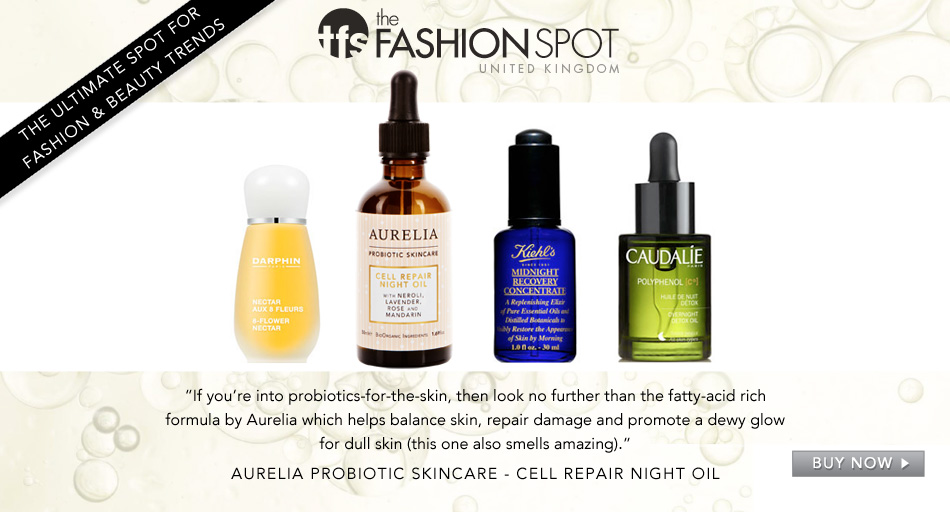 THE ULTIMATE SPOT FOR
FASHION & BEAUTY TRENDS
tfs the
FASHION SPOT
UNITED KINGDOM
DARPHIN
PARIS
NECTAR
AUX 8 FLEURS
8-FLOWER
NECTAR
AURELIA
PROBIOTIC SKINCARE
CELL REPAIR
NIGHT OIL
WITH NEROLI,
LAVENDER,
ROSE AND
MANDARIN
BIOORGANIC INGREDIENTS
Kiehl's
SINCE 1851
MIDNIGHT
RECOVERY
CONCENTRATE
A Replenishing Elixir
of Pure Essential Oils and
Distilled Botanicals to
Restore the
of Skin by Morning
1.0 fl. oz. - 30 ml
CAUDALÍE
PARIS
POLYPHENOL [C15]
HUILE DE NUIT
DÉTOX
OVERNIGHT
DETOX OIL
“If you’re into probiotics-for-the-skin, then look no further than the fatty-acid rich
formula by Aurelia which helps balance skin, repair damage and promote a dewy glow
for dull skin (this one also smells amazing).”
AURELIA PROBIOTIC SKINCARE - CELL REPAIR NIGHT OIL
BUY NOW